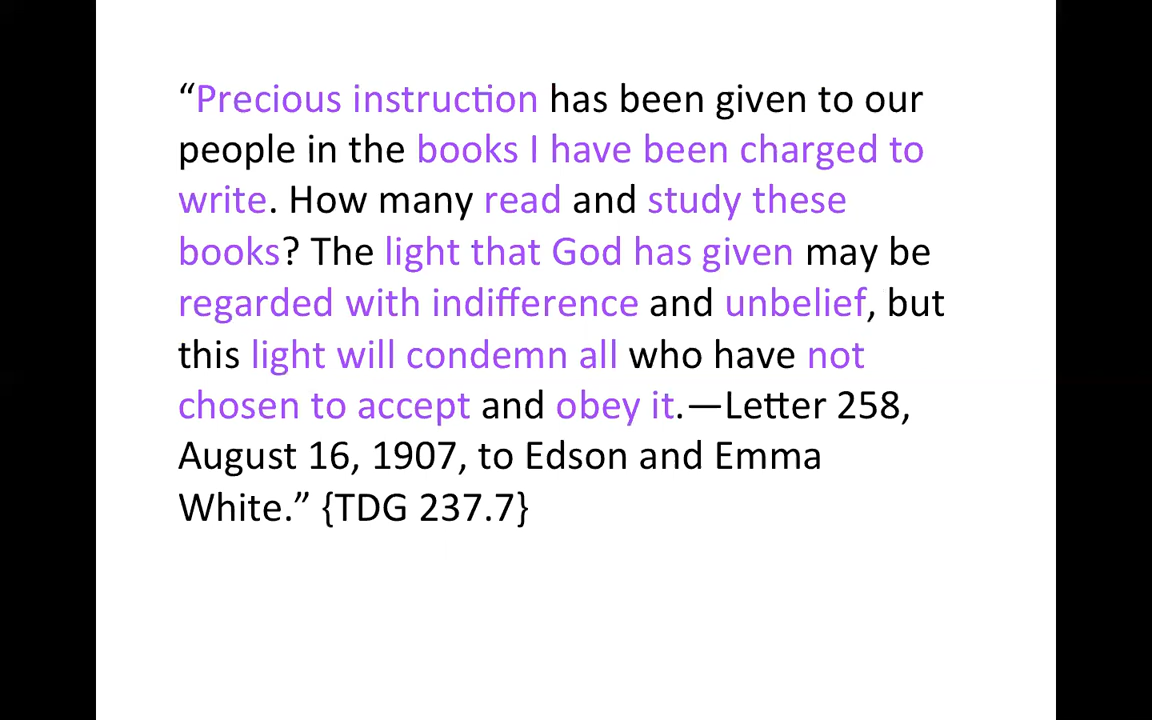 “Precious instruction has been given to our
people in the books I have been charged to
write. How many read and study these
books? The light that God has given may be
regarded with indifference and unbelief, but
this light will condemn all who have not
chosen to accept and obey it.—Letter 258,
August 16, 1907, to Edson and Emma
White.” {TDG 237.7}